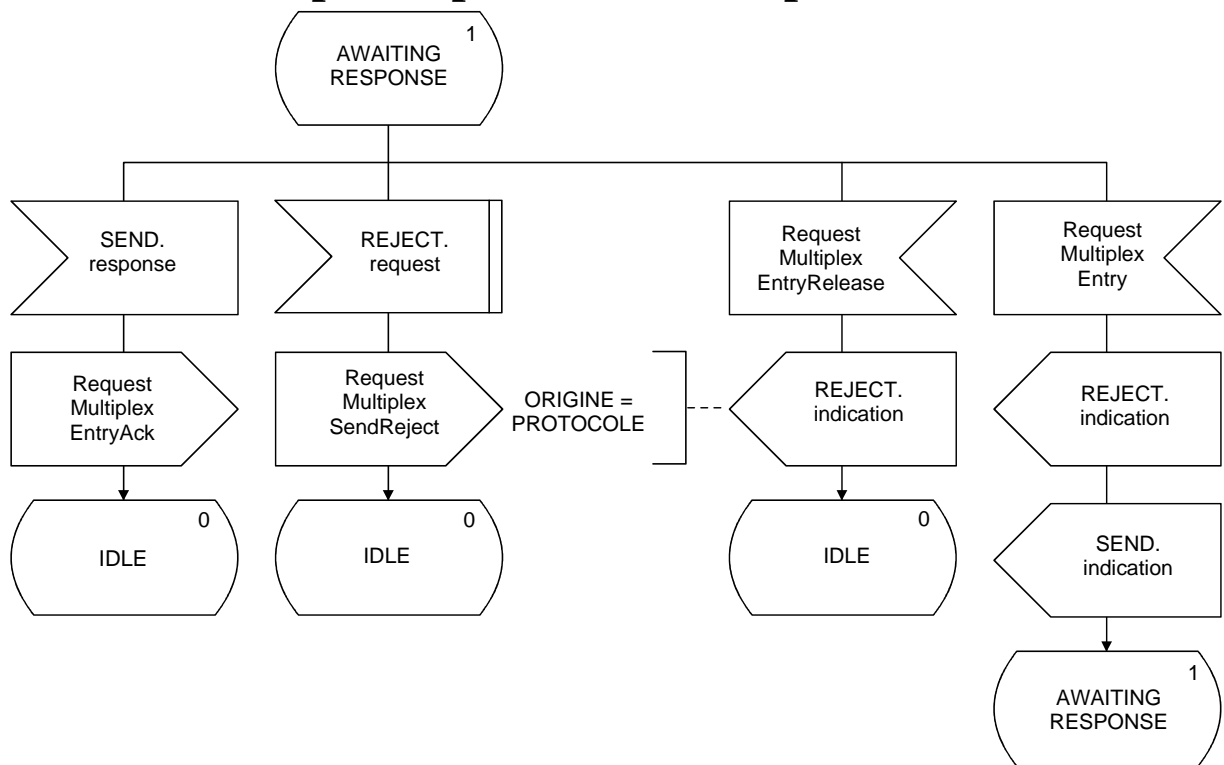 1
AWAITING
RESPONSE
SEND.
response
REJECT.
request
Request
Multiplex
EntryRelease
Request
Multiplex
Entry
Request
Multiplex
EntryAck
Request
Multiplex
SendReject
ORIGINE =
PROTOCOLE
REJECT.
indication
REJECT.
indication
0
IDLE
0
IDLE
0
IDLE
SEND.
indication
1
AWAITING
RESPONSE